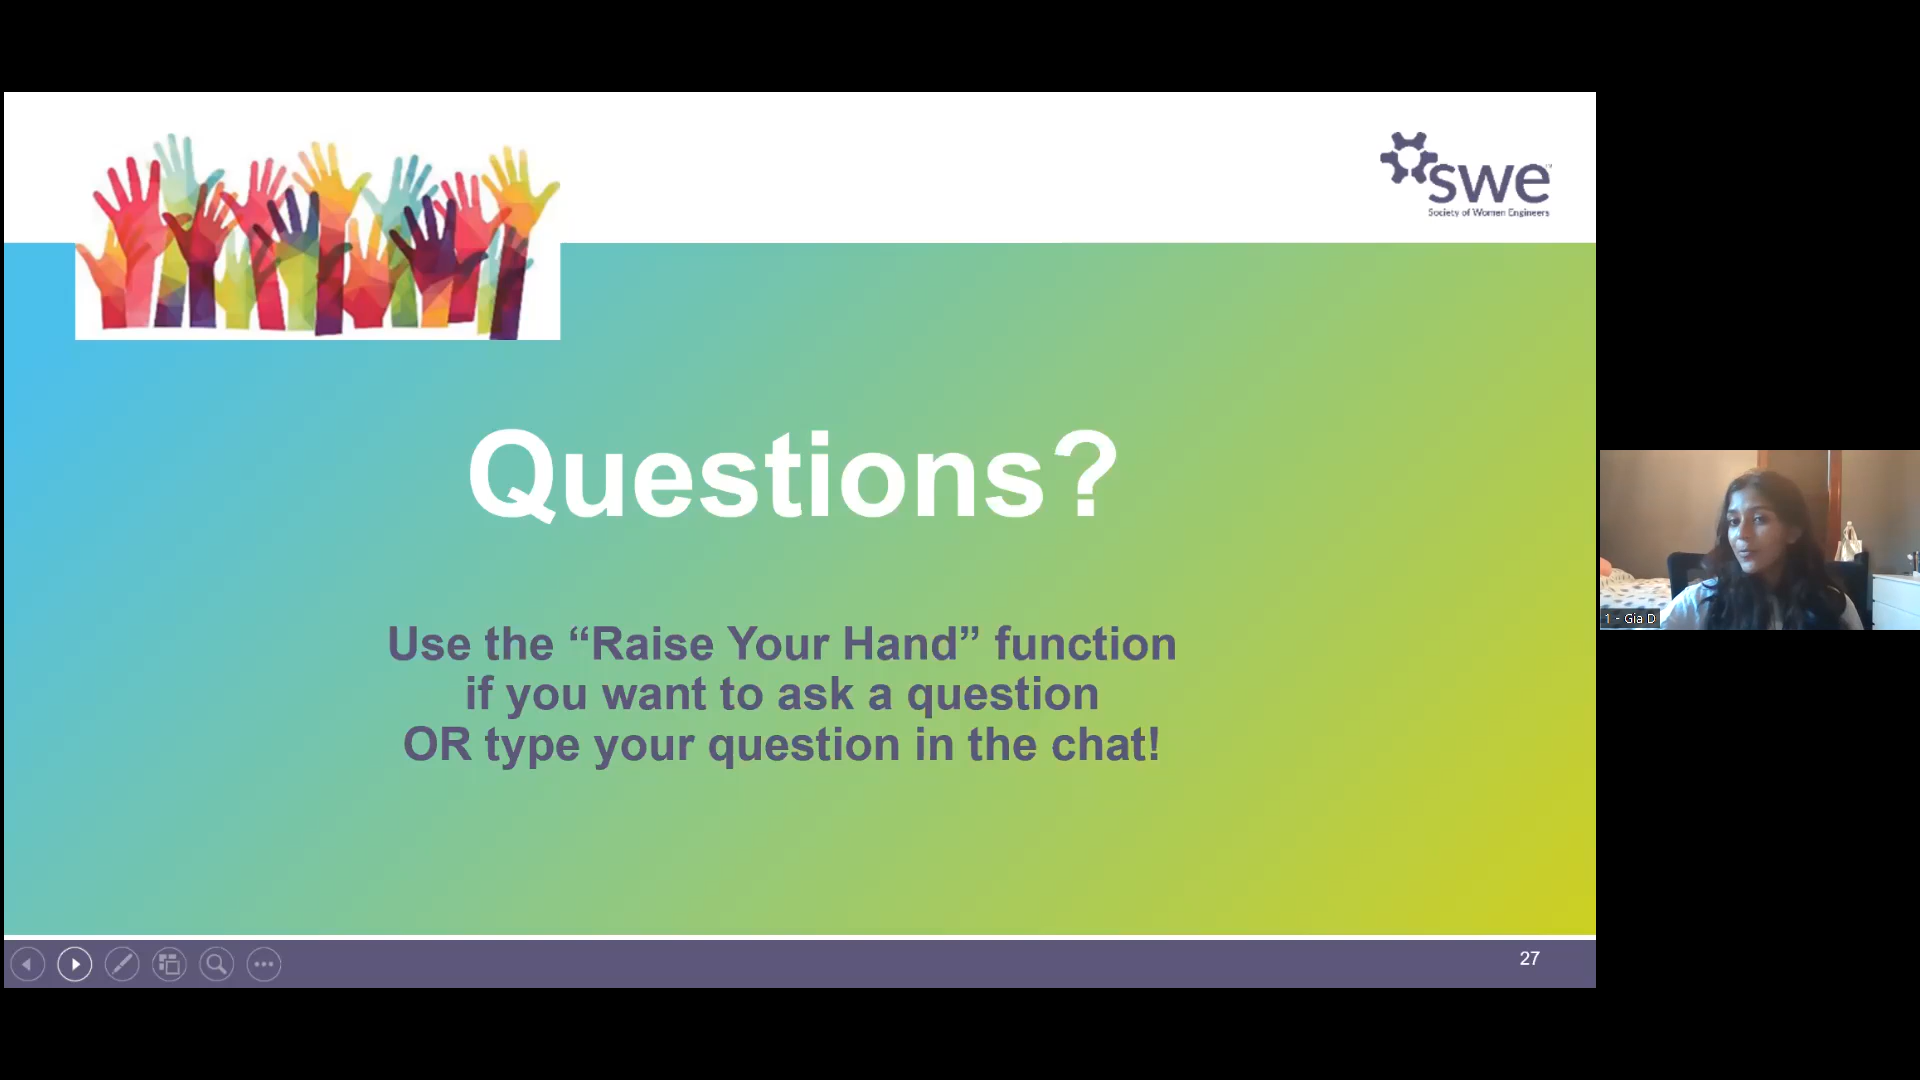 swe
Society of Women Engineers
Questions?
Use the “Raise Your Hand” function
if you want to ask a question
OR type your question in the chat!
27
1 - Gia D